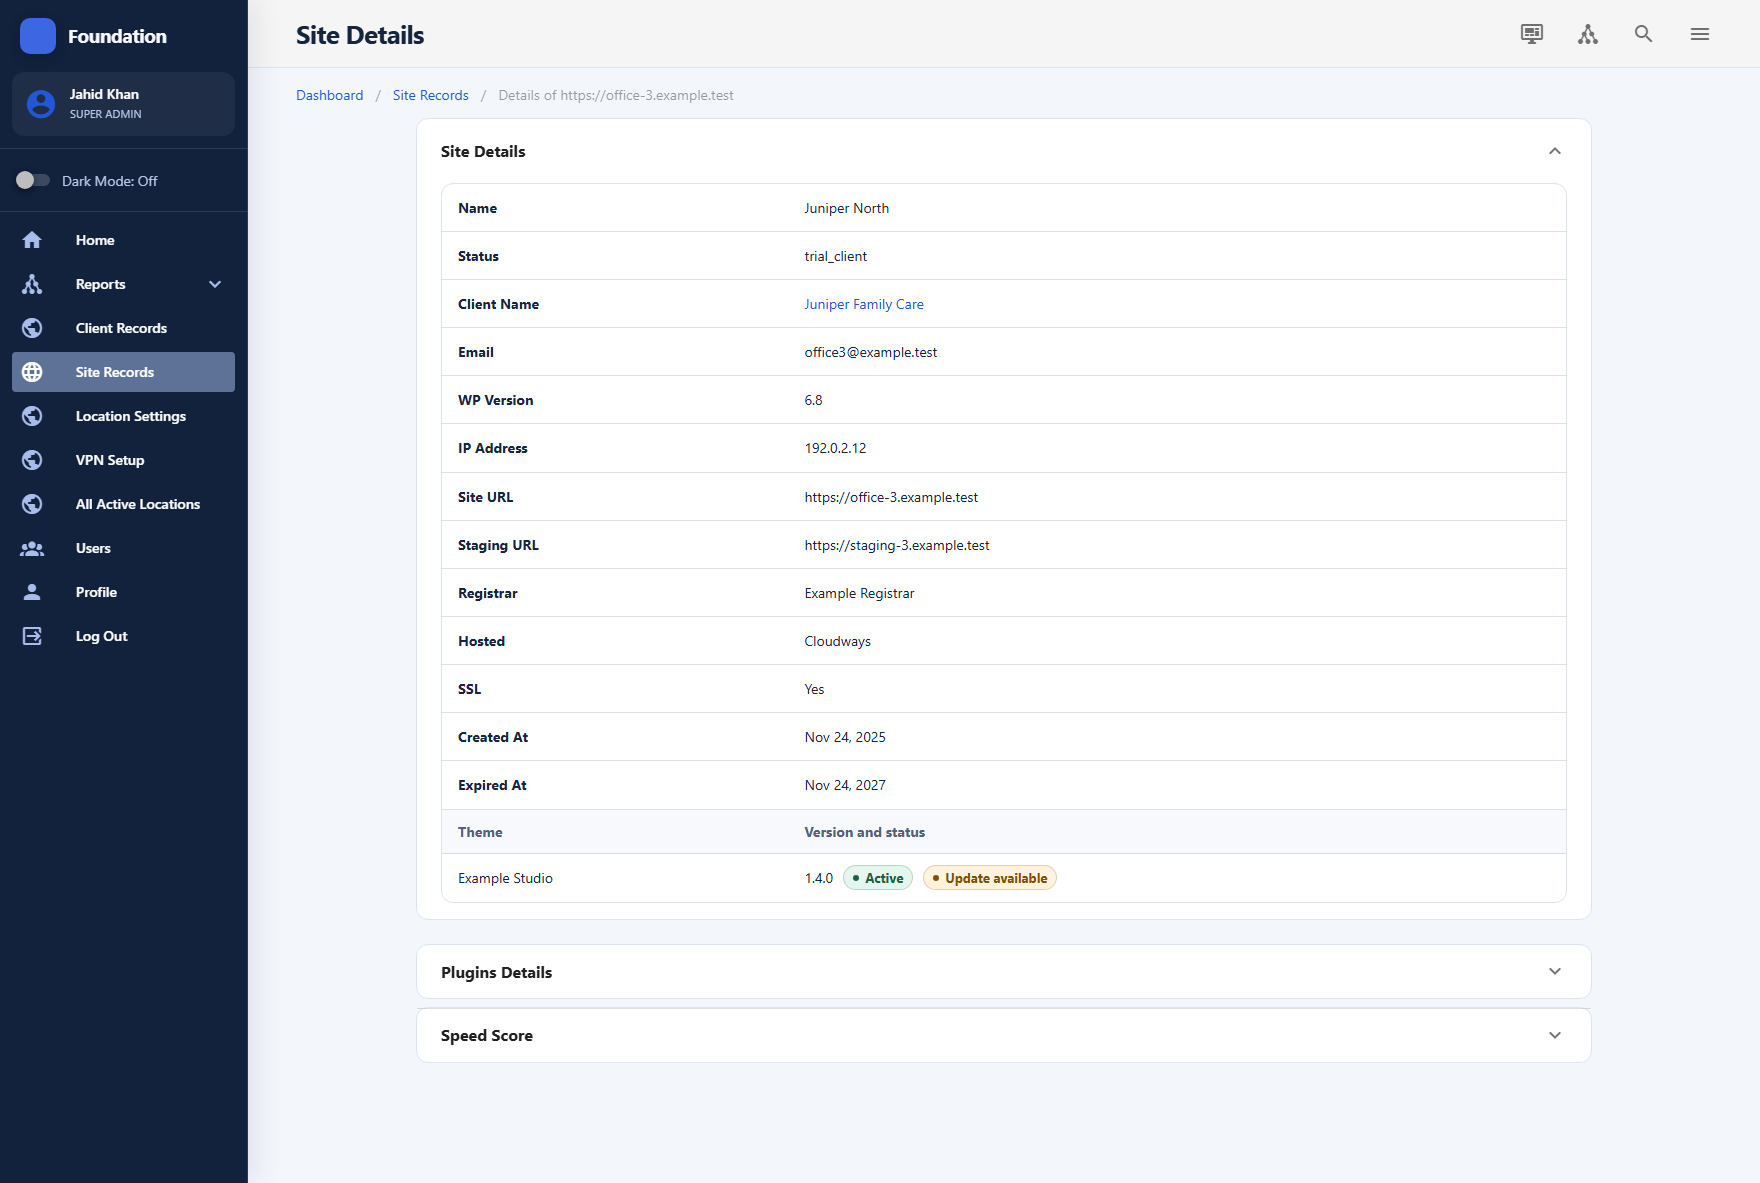 Foundation
Jahid Khan
SUPER ADMIN
Dark Mode: Off
Home
Reports
Client Records
Site Records
Location Settings
VPN Setup
All Active Locations
Users
Profile
Log Out
Site Details
Dashboard / Site Records / Details of https://office-3.example.test
Site Details
Name Juniper North
Status trial_client
Client Name Juniper Family Care
Email office3@example.test
WP Version 6.8
IP Address 192.0.2.12
Site URL https://office-3.example.test
Staging URL https://staging-3.example.test
Registrar Example Registrar
Hosted Cloudways
SSL Yes
Created At Nov 24, 2025
Expired At Nov 24, 2027
Theme Version and status
Example Studio 1.4.0 Active Update available
Plugins Details
Speed Score